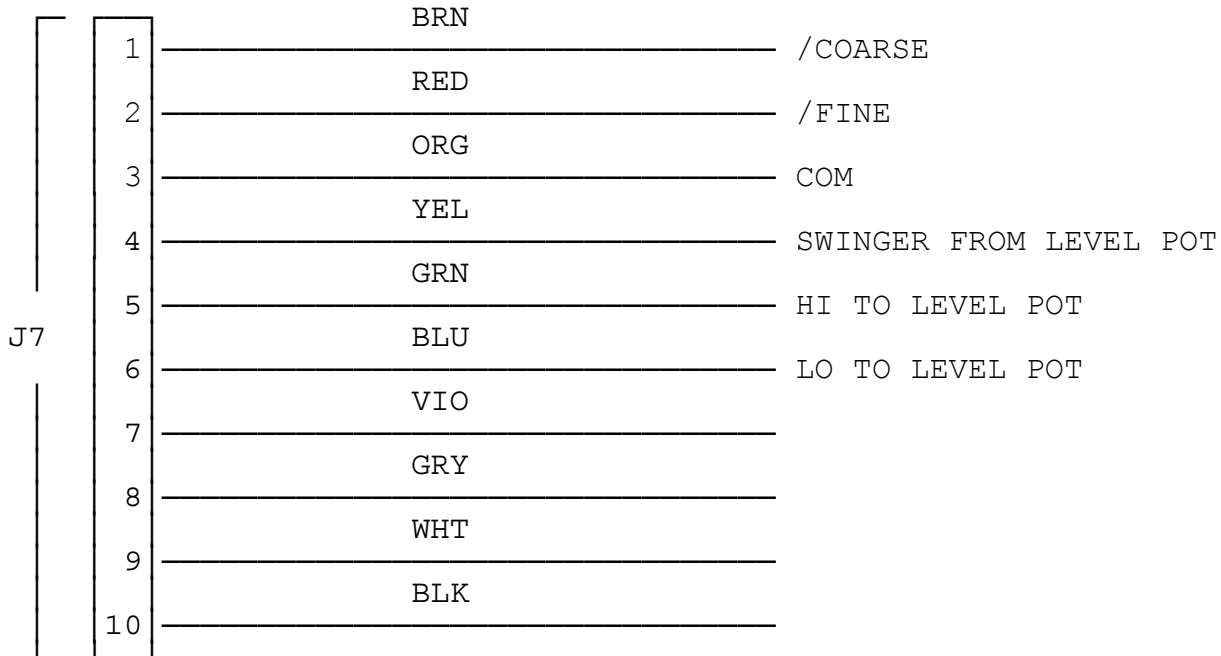 BRN
1 /COARSE
RED
2 /FINE
ORG
3 COM
YEL
4 SWINGER FROM LEVEL POT
GRN
5 HI TO LEVEL POT
J7 BLU
6 LO TO LEVEL POT
VIO
7
GRY
8
WHT
9
BLK
10